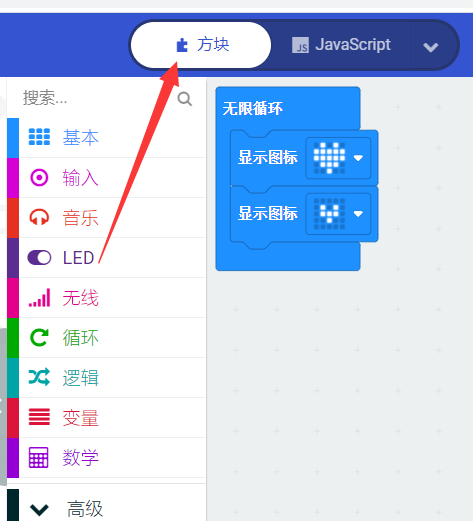 方块
JS JavaScript
搜索...
基本
输入
音乐
LED
无线
循环
逻辑
变量
数学
高级
无限循环
显示图标
显示图标